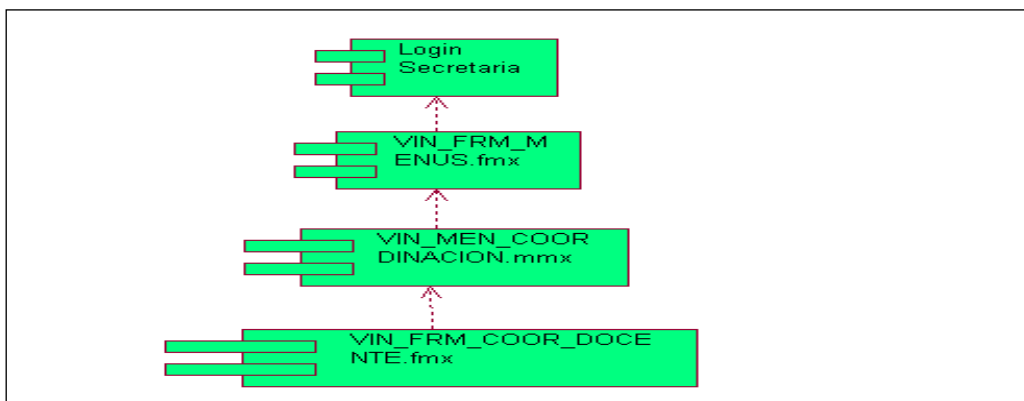 Login
Secretaria
VIN_FRM_M
ENUS.fmx
VIN_MEN_COOR
DINACION.mmx
VIN_FRM_COOR_DOCE
NTE.fmx